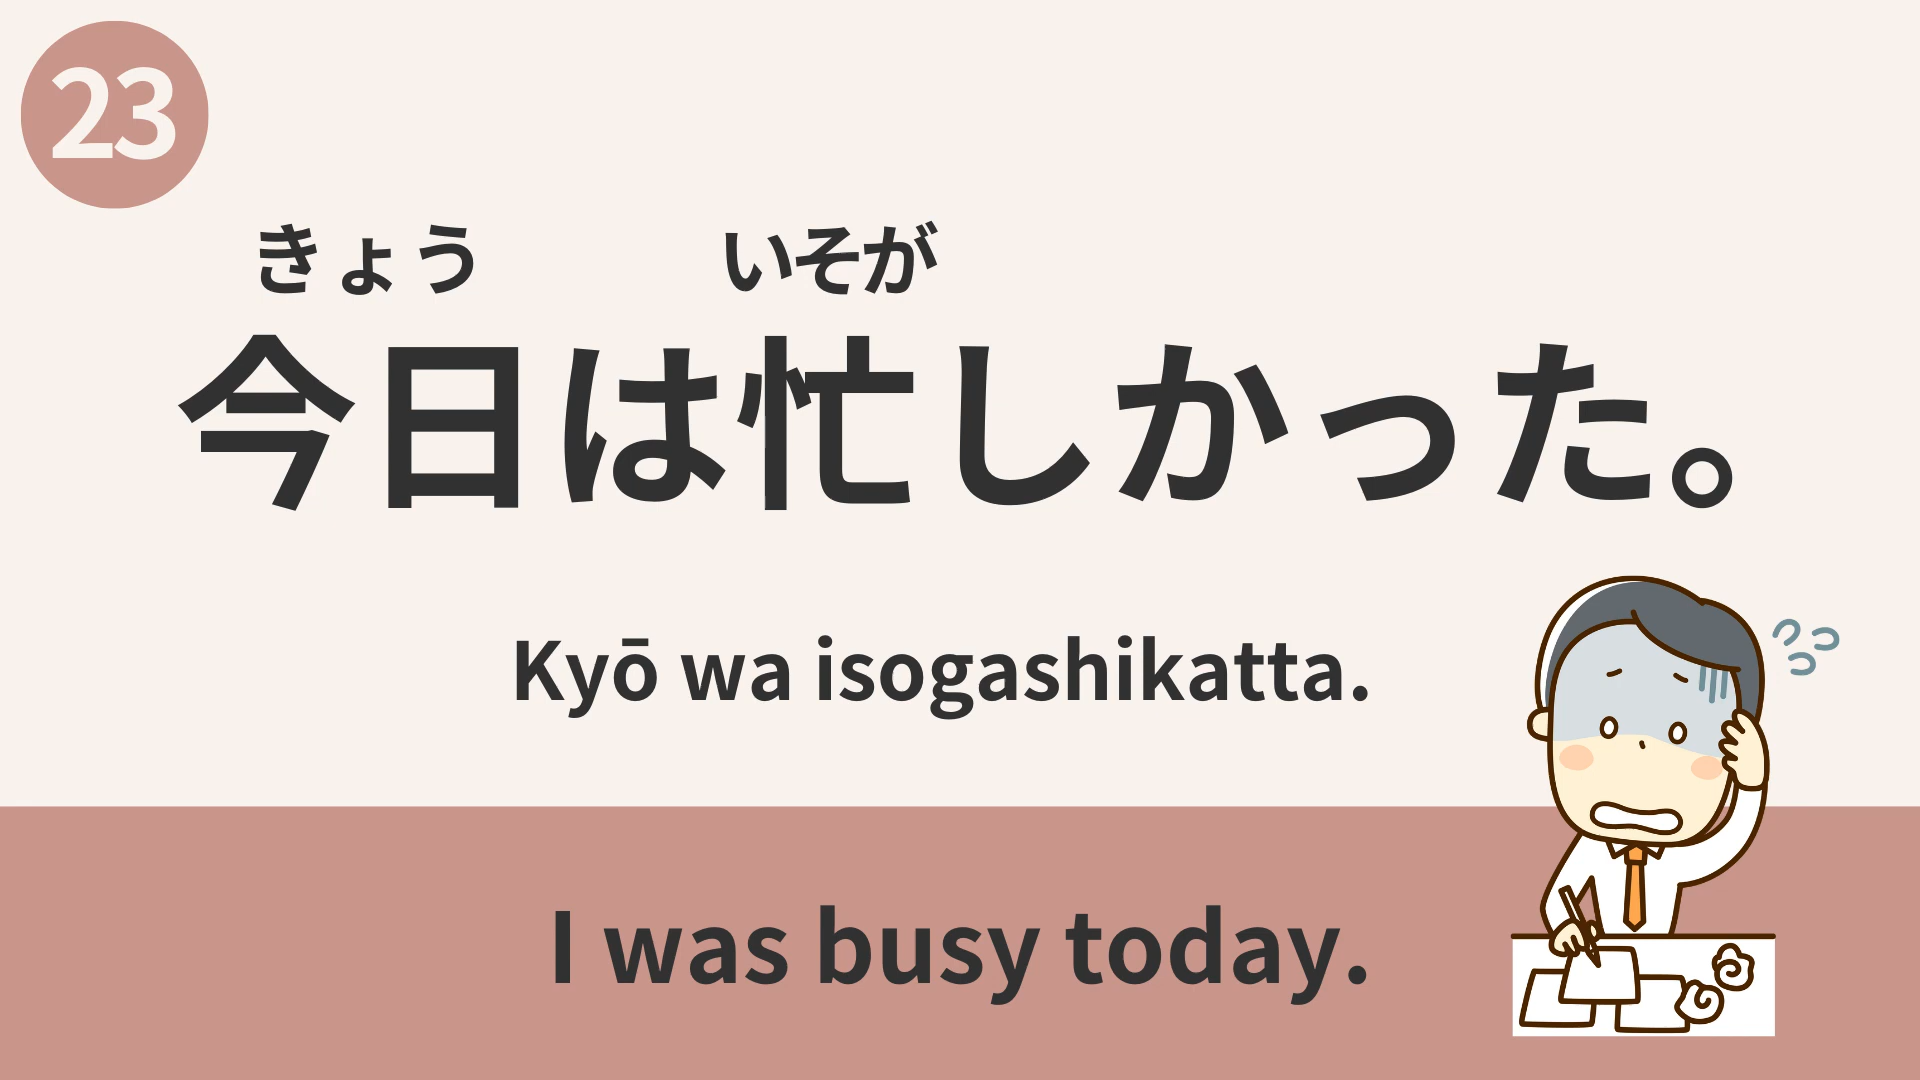 23
きょう いそが
今日は忙しかった。
Kyō wa isogashikatta.
I was busy today.